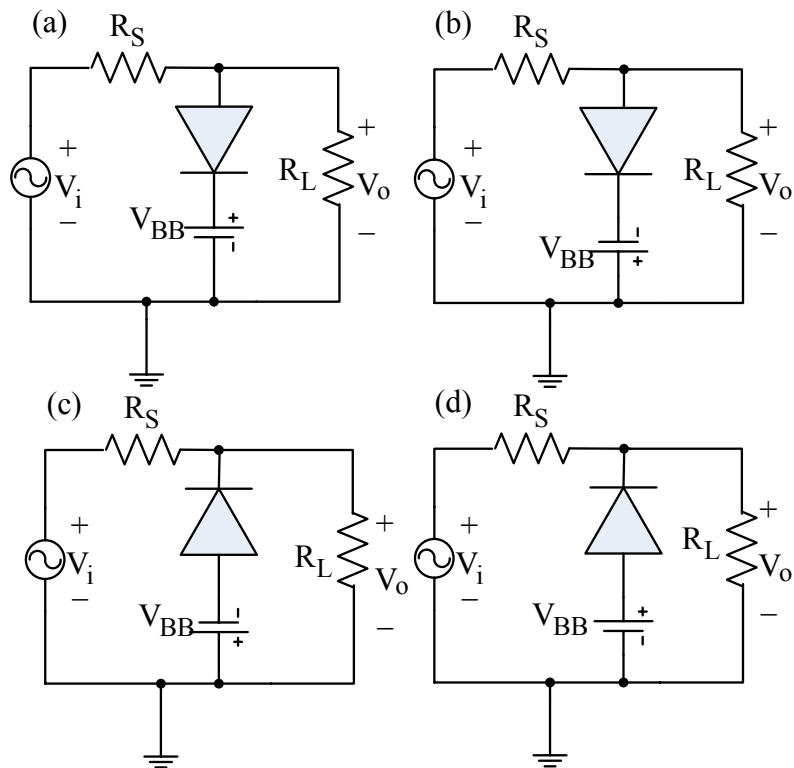 (a)
R_S
+
V_i
−
V_BB
+
−
R_L
+
V_o
−
(b)
R_S
+
V_i
−
V_BB
−
+
R_L
+
V_o
−
(c)
R_S
+
V_i
−
V_BB
−
+
R_L
+
V_o
−
(d)
R_S
+
V_i
−
V_BB
+
−
R_L
+
V_o
−